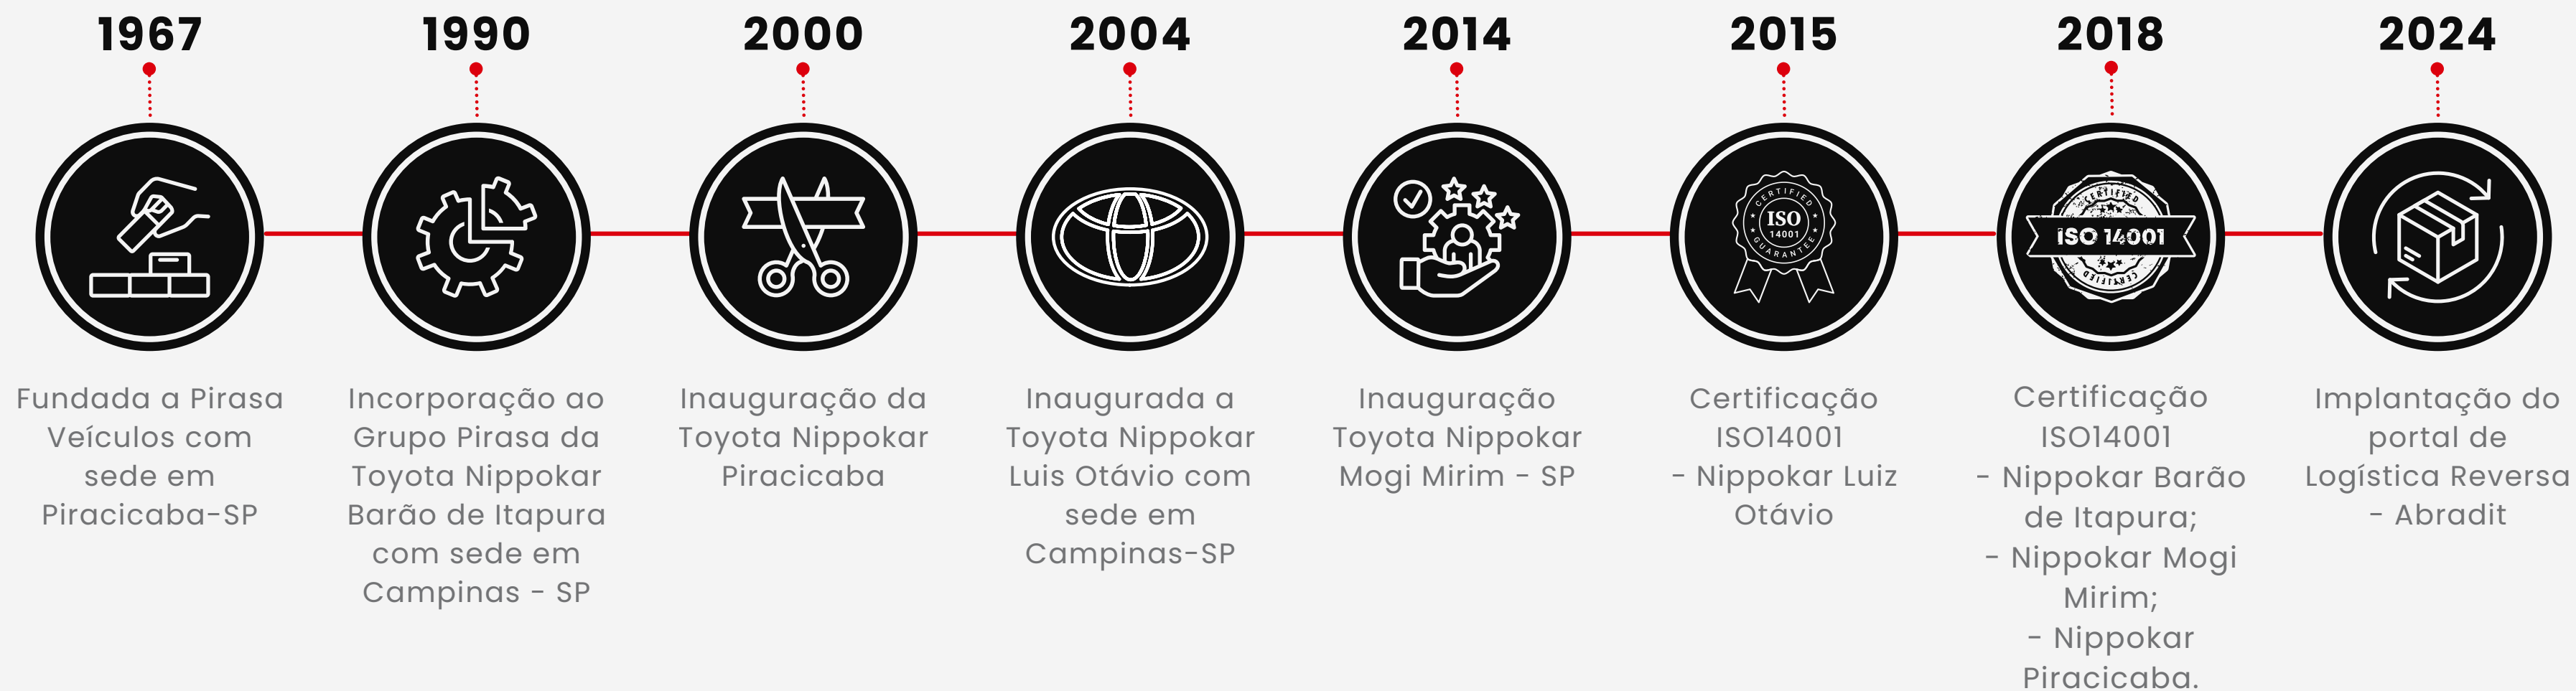 1967
Fundada a Pirasa
Veículos com
sede em
Piracicaba-SP
1990
Incorporação ao
Grupo Pirasa da
Toyota Nippokar
Barão de Itapura
com sede em
Campinas - SP
2000
Inauguração da
Toyota Nippokar
Piracicaba
2004
Inaugurada a
Toyota Nippokar
Luis Otávio com
sede em
Campinas-SP
2014
Inauguração
Toyota Nippokar
Mogi Mirim - SP
2015
CERTIFIED
ISO
14001
GUARANTEE
Certificação
ISO14001
- Nippokar Luiz
Otávio
2018
CERTIFIED
ISO 14001
CERTIFIED
Certificação
ISO14001
- Nippokar Barão
de Itapura;
- Nippokar Mogi
Mirim;
- Nippokar
Piracicaba.
2024
Implantação do
portal de
Logística Reversa
- Abradit